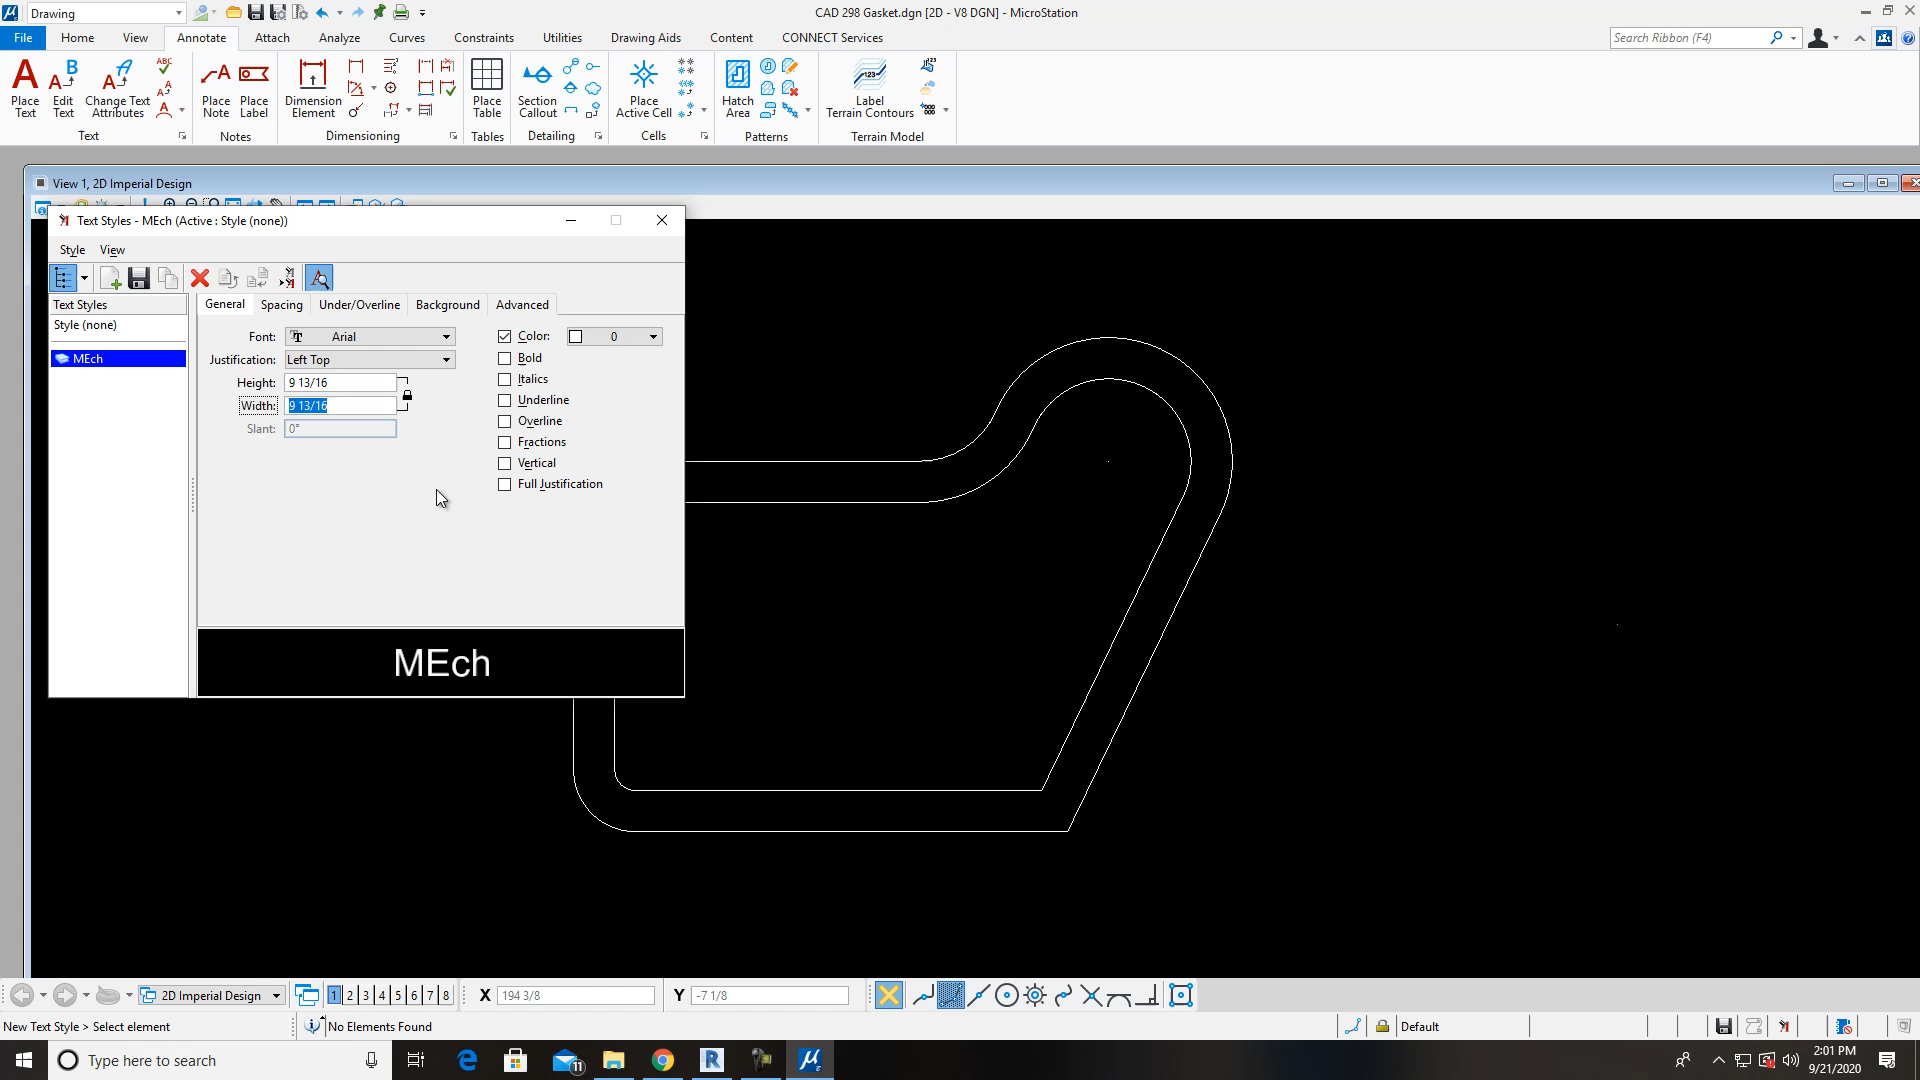 Drawing
CAD 298 Gasket.dgn [2D - V8 DGN] - MicroStation
File Home View Annotate Attach Analyze Curves Constraints Utilities Drawing Aids Content CONNECT Services
Search Ribbon (F4)
Place Text
Edit Text
Change Text Attributes
Place Note
Place Label
Dimension Element
Place Table
Section Callout
Place Active Cell
Hatch Area
Label Terrain Contours
Text Notes Dimensioning Tables Detailing Cells Patterns Terrain Model
View 1, 2D Imperial Design
Text Styles - MEch (Active : Style (none))
Style View
Text Styles
Style (none)
MEch
General Spacing Under/Overline Background Advanced
Font: Arial
Justification: Left Top
Height: 9 13/16
Width: 9 13/16
Slant: 0°
Color: 0
Bold
Italics
Underline
Overline
Fractions
Vertical
Full Justification
MEch
2D Imperial Design 1 2 3 4 5 6 7 8 X 194 3/8 Y -7 1/8
New Text Style > Select element No Elements Found Default
Type here to search
11
2:01 PM
9/21/2020